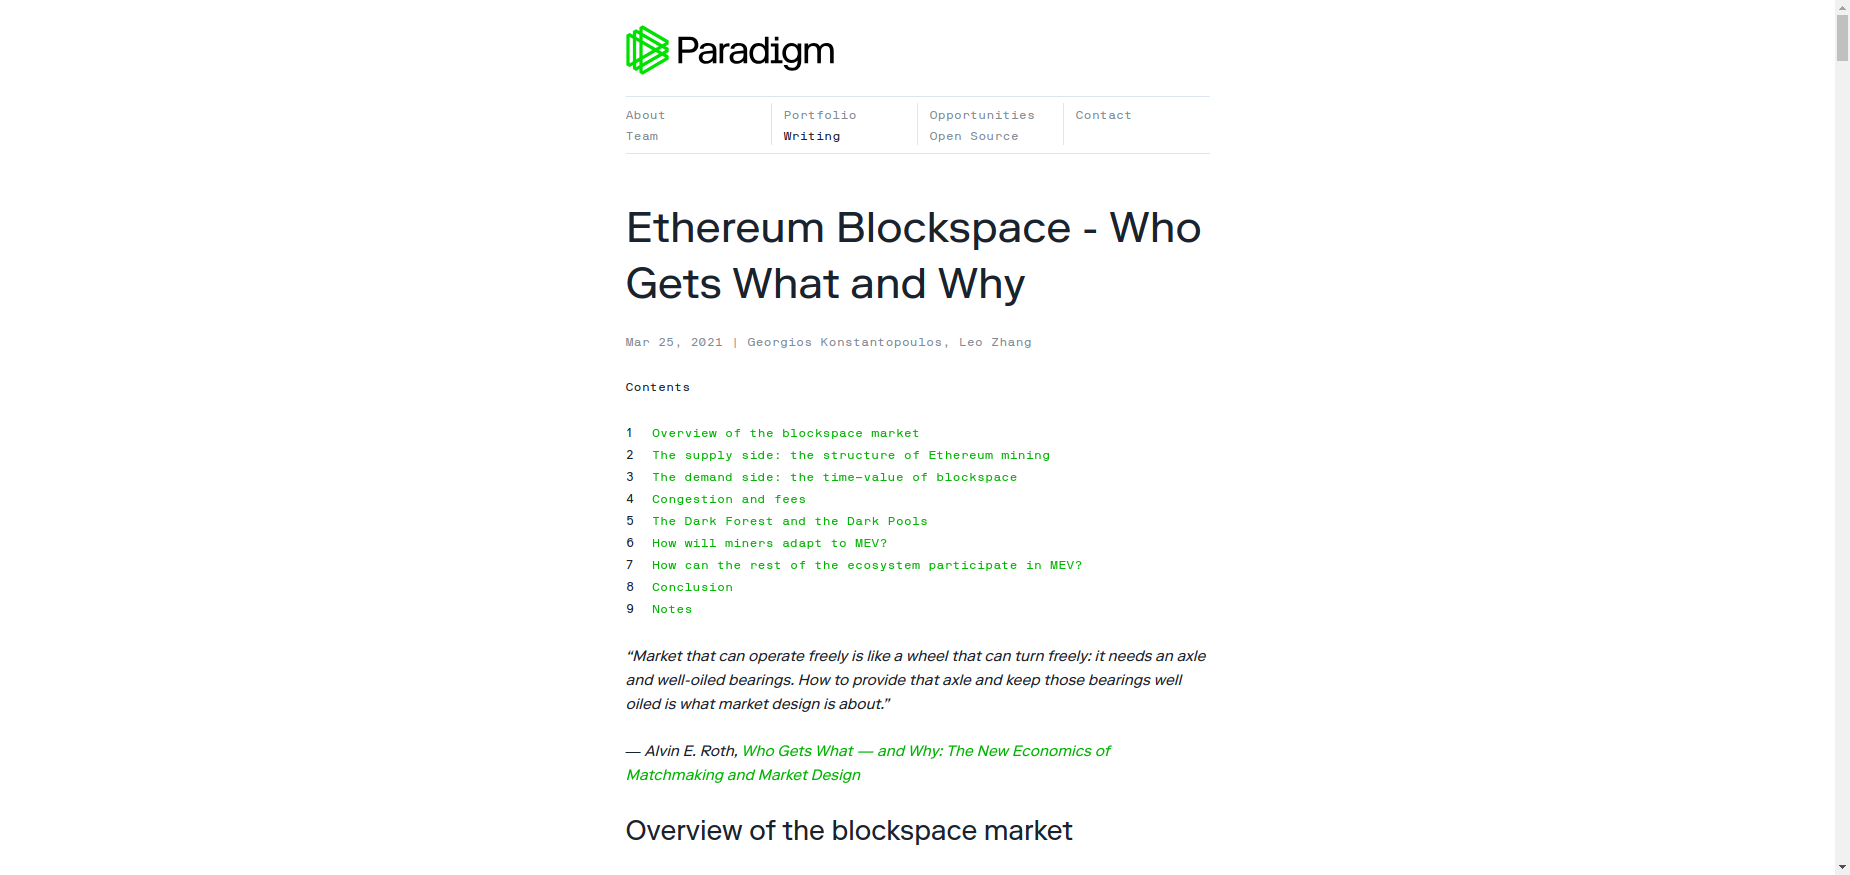 Paradigm
About
Team
Portfolio
Writing
Opportunities
Open Source
Contact
Ethereum Blockspace - Who
Gets What and Why
Mar 25, 2021 | Georgios Konstantopoulos, Leo Zhang
Contents
1 Overview of the blockspace market
2 The supply side: the structure of Ethereum mining
3 The demand side: the time-value of blockspace
4 Congestion and fees
5 The Dark Forest and the Dark Pools
6 How will miners adapt to MEV?
7 How can the rest of the ecosystem participate in MEV?
8 Conclusion
9 Notes
“Market that can operate freely is like a wheel that can turn freely: it needs an axle
and well-oiled bearings. How to provide that axle and keep those bearings well
oiled is what market design is about.”
— Alvin E. Roth, Who Gets What — and Why: The New Economics of
Matchmaking and Market Design
Overview of the blockspace market